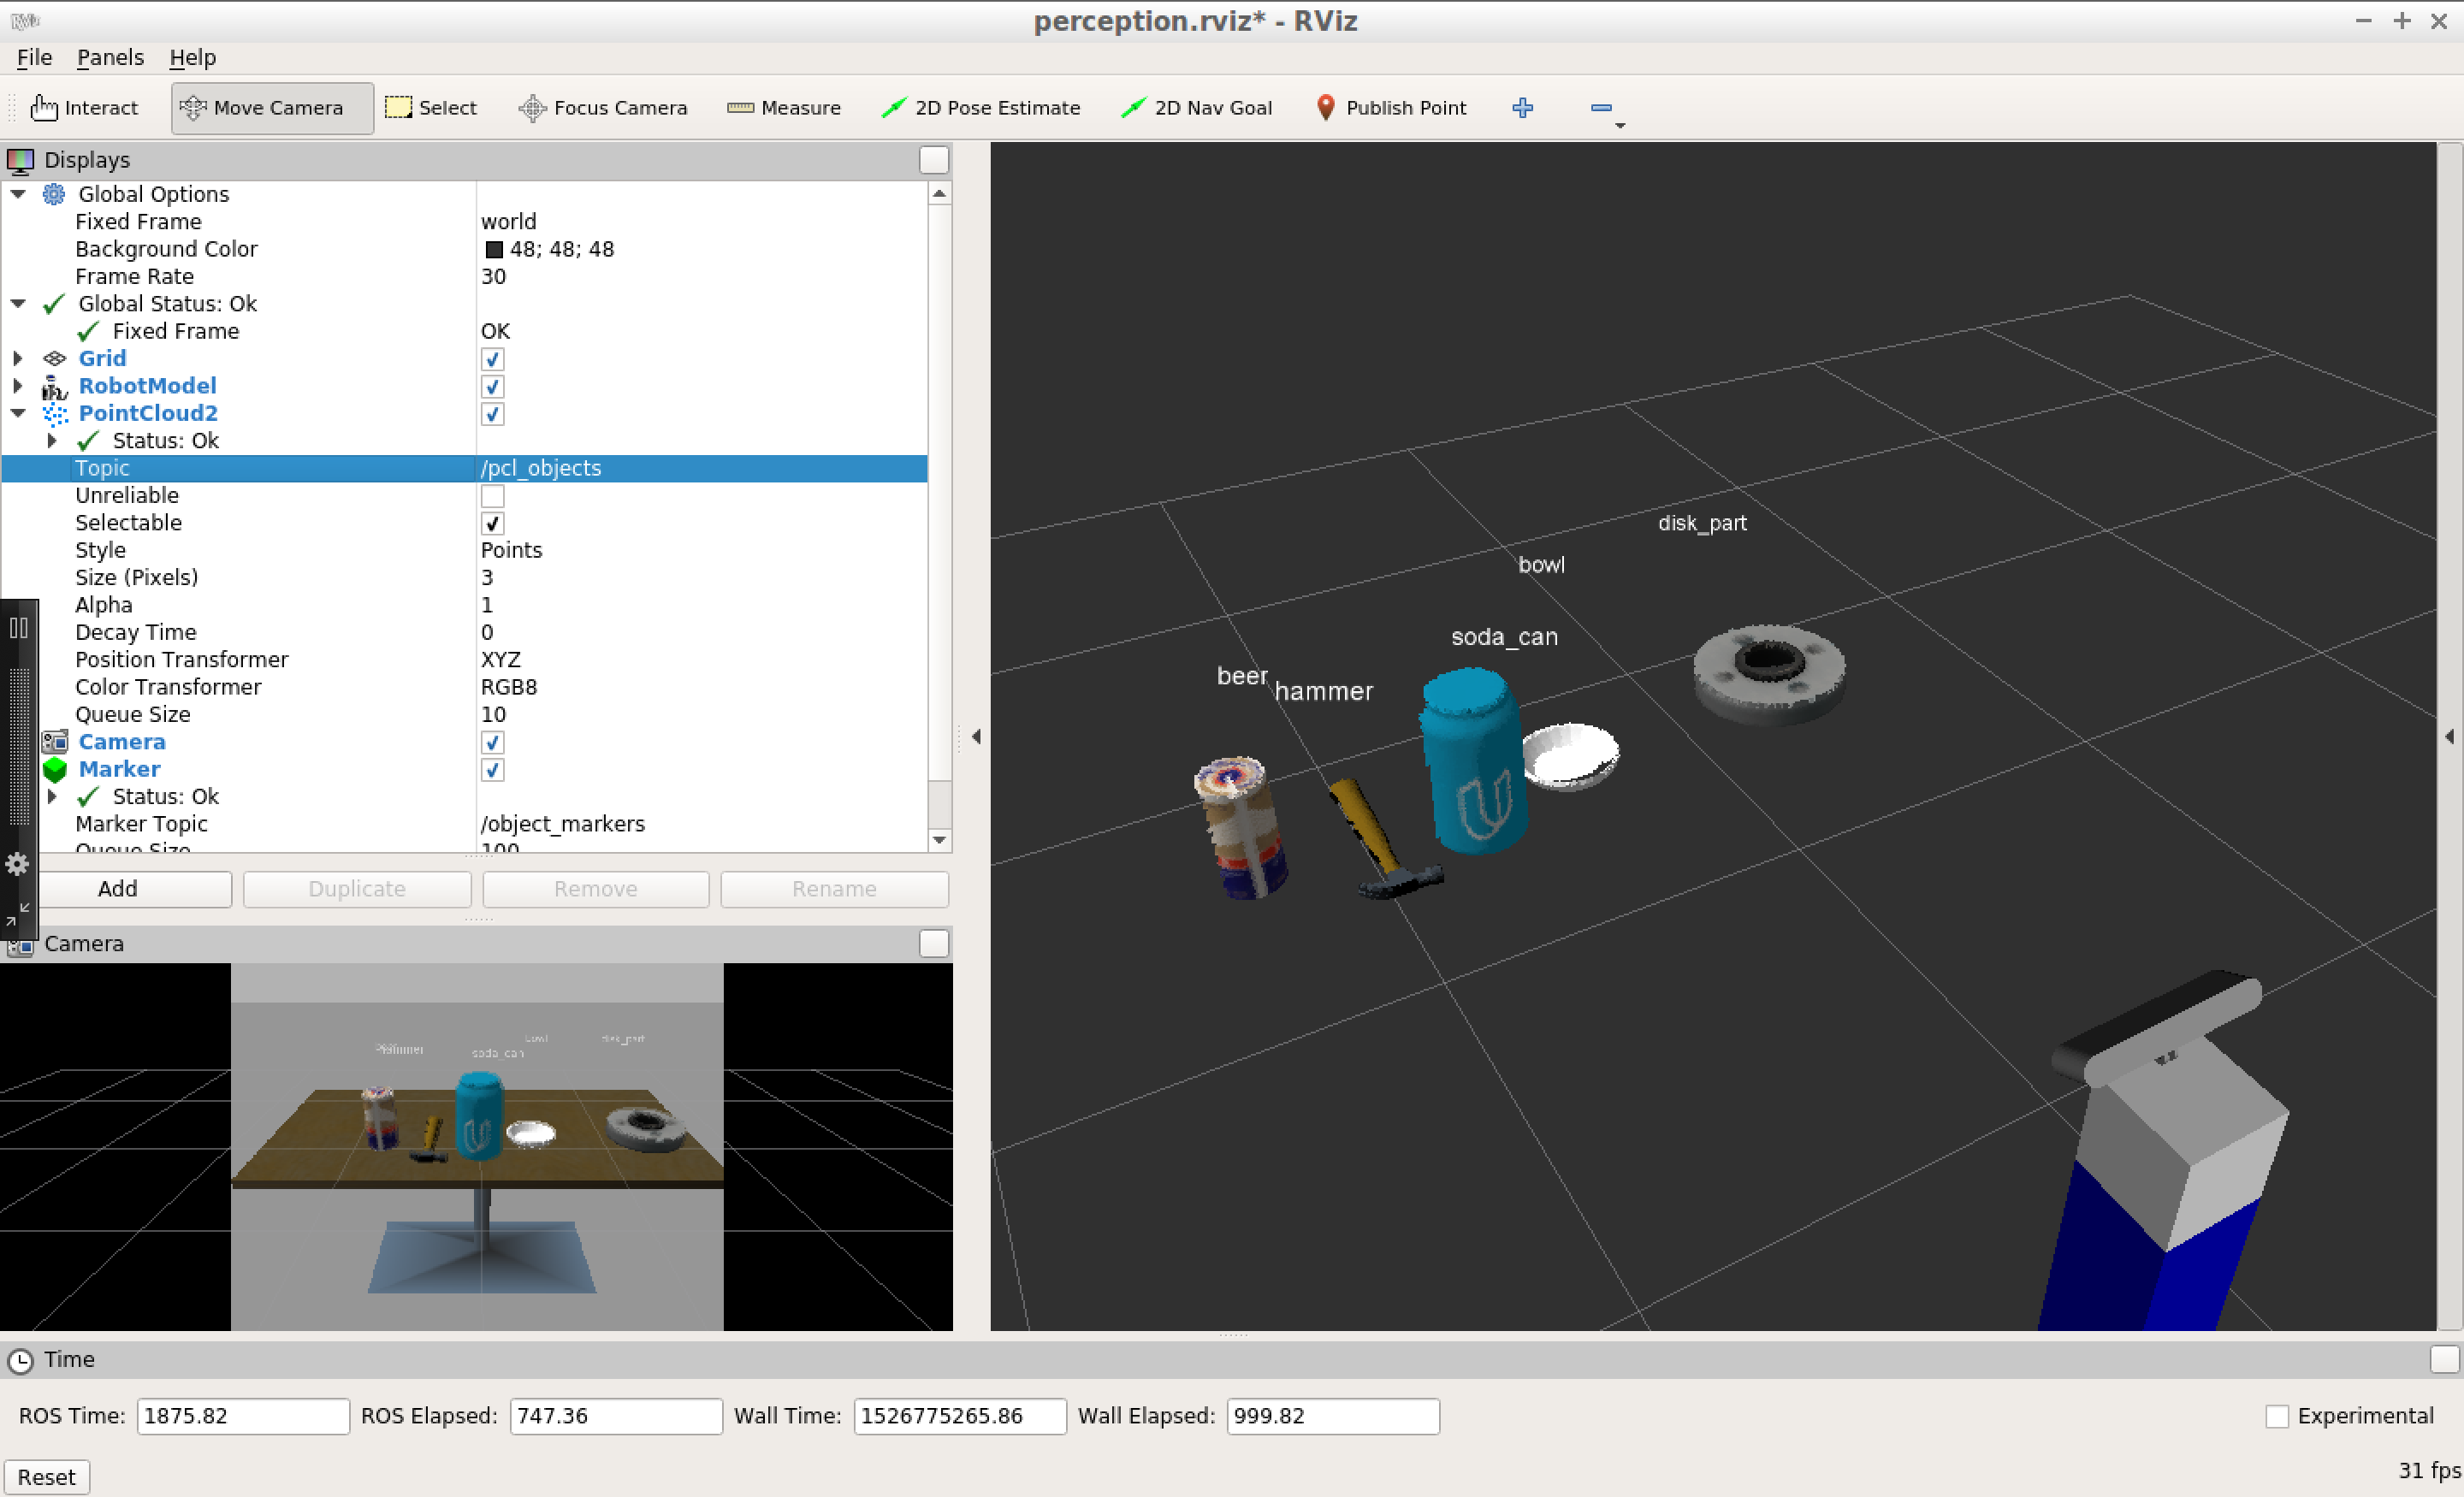 perception.rviz* - RViz
File Panels Help
Interact Move Camera Select Focus Camera Measure 2D Pose Estimate 2D Nav Goal Publish Point
Displays
Global Options
Fixed Frame world
Background Color 48; 48; 48
Frame Rate 30
Global Status: Ok
Fixed Frame OK
Grid
RobotModel
PointCloud2
Status: Ok
Topic /pcl_objects
Unreliable
Selectable
Style Points
Size (Pixels) 3
Alpha 1
Decay Time 0
Position Transformer XYZ
Color Transformer RGB8
Queue Size 10
Camera
Marker
Status: Ok
Marker Topic /object_markers
Queue Size 100
Add Duplicate Remove Rename
Camera
bowl disk_part
hammer soda_can
disk_part
bowl
soda_can
beer
hammer
Time
ROS Time: 1875.82 ROS Elapsed: 747.36 Wall Time: 1526775265.86 Wall Elapsed: 999.82 Experimental
Reset 31 fps